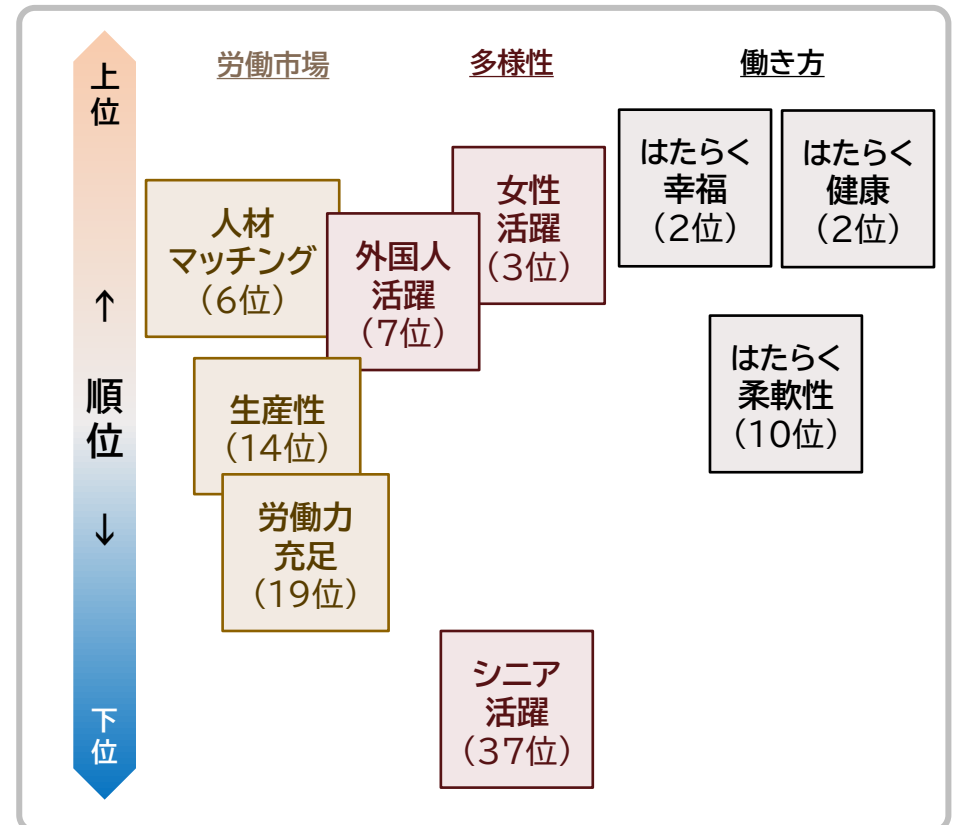 上位
↑
順位
↓
下位
労働市場
人材
マッチング
（6位）
生産性
（14位）
労働力
充足
（19位）
多様性
女性
活躍
（3位）
外国人
活躍
（7位）
シニア
活躍
（37位）
働き方
はたらく
幸福
（2位）
はたらく
健康
（2位）
はたらく
柔軟性
（10位）